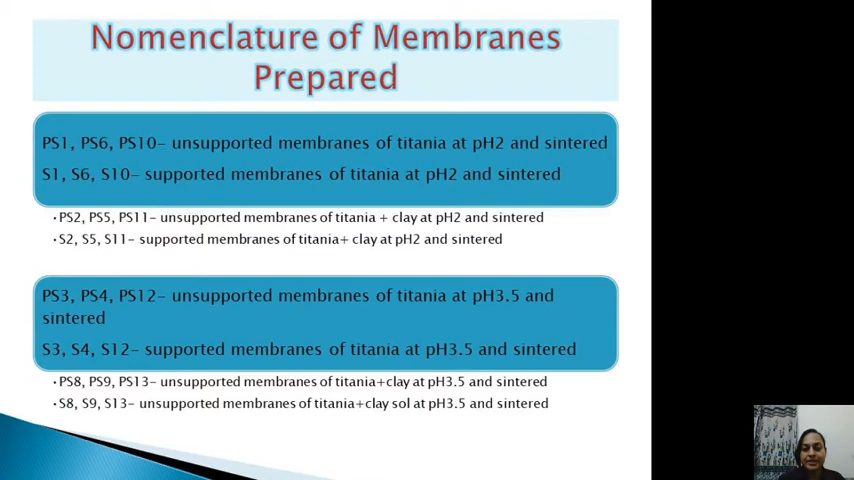 Nomenclature of Membranes
Prepared
PS1, PS6, PS10- unsupported membranes of titania at pH2 and sintered
S1, S6, S10- supported membranes of titania at pH2 and sintered
•PS2, PS5, PS11- unsupported membranes of titania + clay at pH2 and sintered
•S2, S5, S11- supported membranes of titania+ clay at pH2 and sintered
PS3, PS4, PS12- unsupported membranes of titania at pH3.5 and
sintered
S3, S4, S12- supported membranes of titania at pH3.5 and sintered
•PS8, PS9, PS13- unsupported membranes of titania+clay at pH3.5 and sintered
•S8, S9, S13- unsupported membranes of titania+clay sol at pH3.5 and sintered